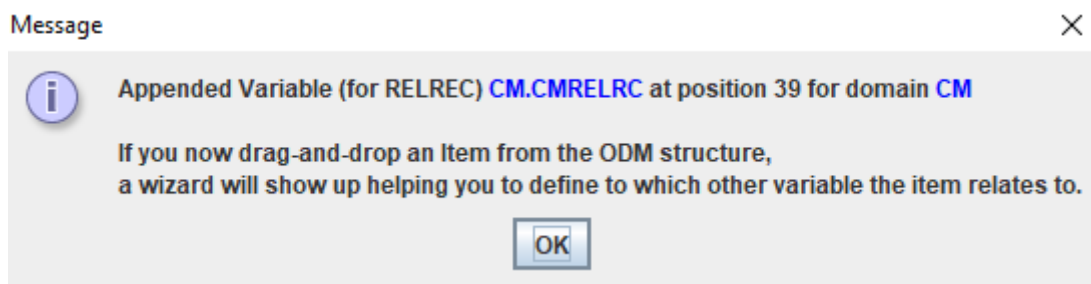 Message
Appended Variable (for RELREC) CM.CMRELRC at position 39 for domain CM
If you now drag-and-drop an Item from the ODM structure,
a wizard will show up helping you to define to which other variable the item relates to.
OK